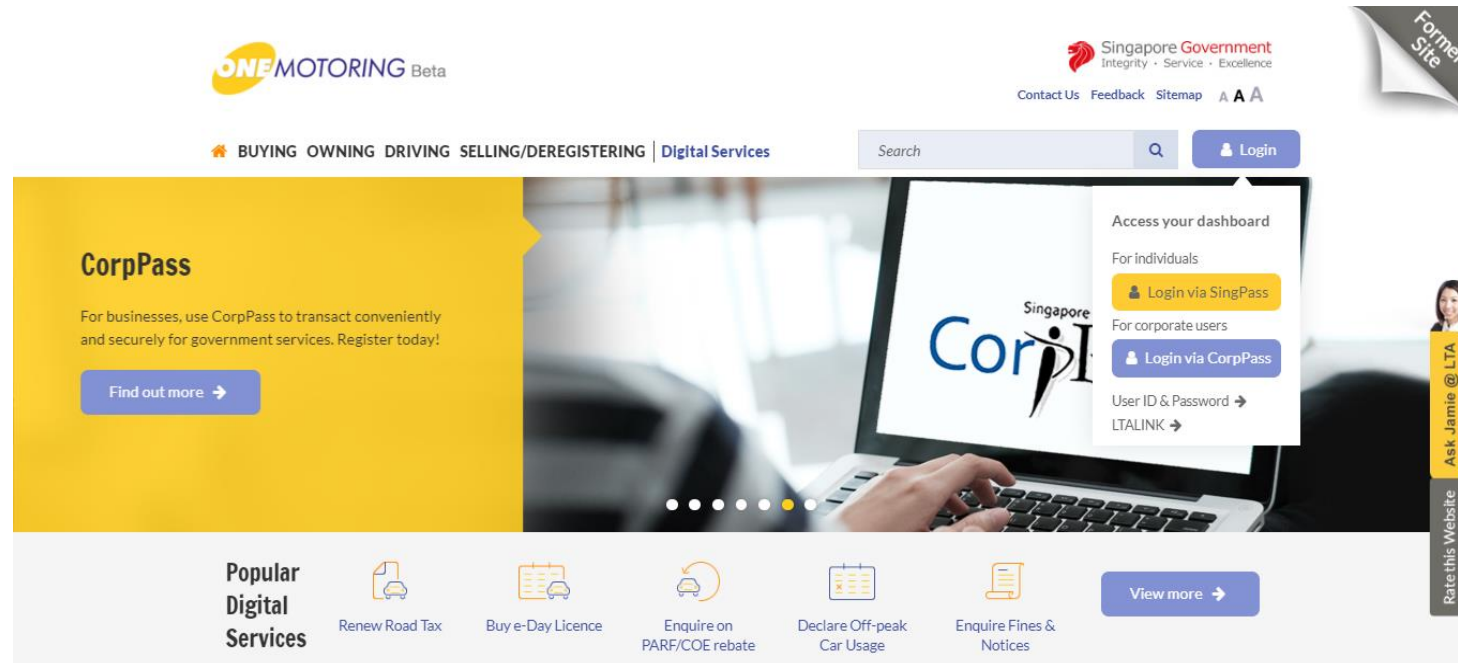 ONEMOTORING Beta
Singapore Government
Integrity · Service · Excellence
Contact Us Feedback Sitemap A A A
Former Site
BUYING OWNING DRIVING SELLING/DEREGISTERING | Digital Services
Search
Login
CorpPass
For businesses, use CorpPass to transact conveniently
and securely for government services. Register today!
Find out more →
Singapore
Corp
Access your dashboard
For individuals
Login via SingPass
For corporate users
Login via CorpPass
User ID & Password →
LTALINK →
Ask Jamie @ LTA
Rate this Website
Popular
Digital
Services
Renew Road Tax
Buy e-Day Licence
Enquire on
PARF/COE rebate
Declare Off-peak
Car Usage
Enquire Fines &
Notices
View more →